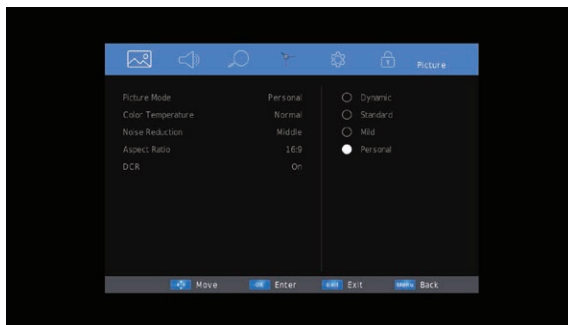 Picture
Picture Mode Personal
Color Temperature Normal
Noise Reduction Middle
Aspect Ratio 16:9
DCR On
Dynamic
Standard
Mild
Personal
Move OK Enter EXIT Exit MENU Back